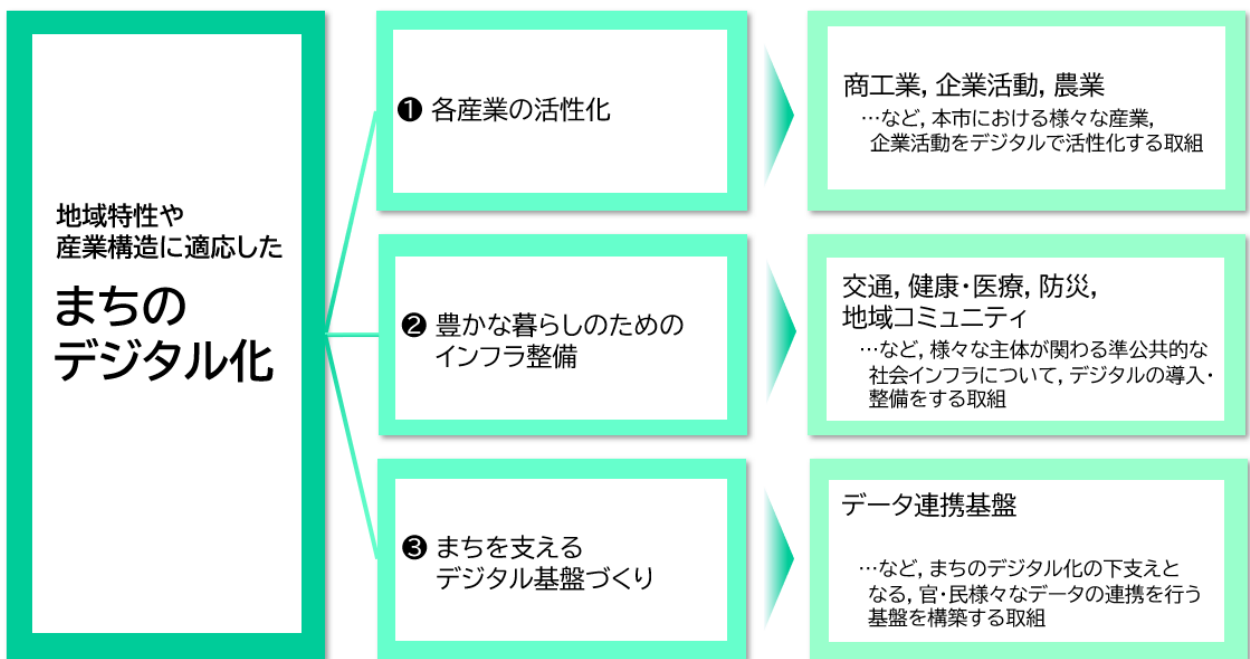 地域特性や
産業構造に適応した
まちの
デジタル化
❶ 各産業の活性化
商工業, 企業活動, 農業
…など, 本市における様々な産業,
企業活動をデジタルで活性化する取組
❷ 豊かな暮らしのための
インフラ整備
交通, 健康・医療, 防災,
地域コミュニティ
…など, 様々な主体が関わる準公共的な
社会インフラについて, デジタルの導入・
整備をする取組
❸ まちを支える
デジタル基盤づくり
データ連携基盤
…など, まちのデジタル化の下支えと
なる, 官・民様々なデータの連携を行う
基盤を構築する取組